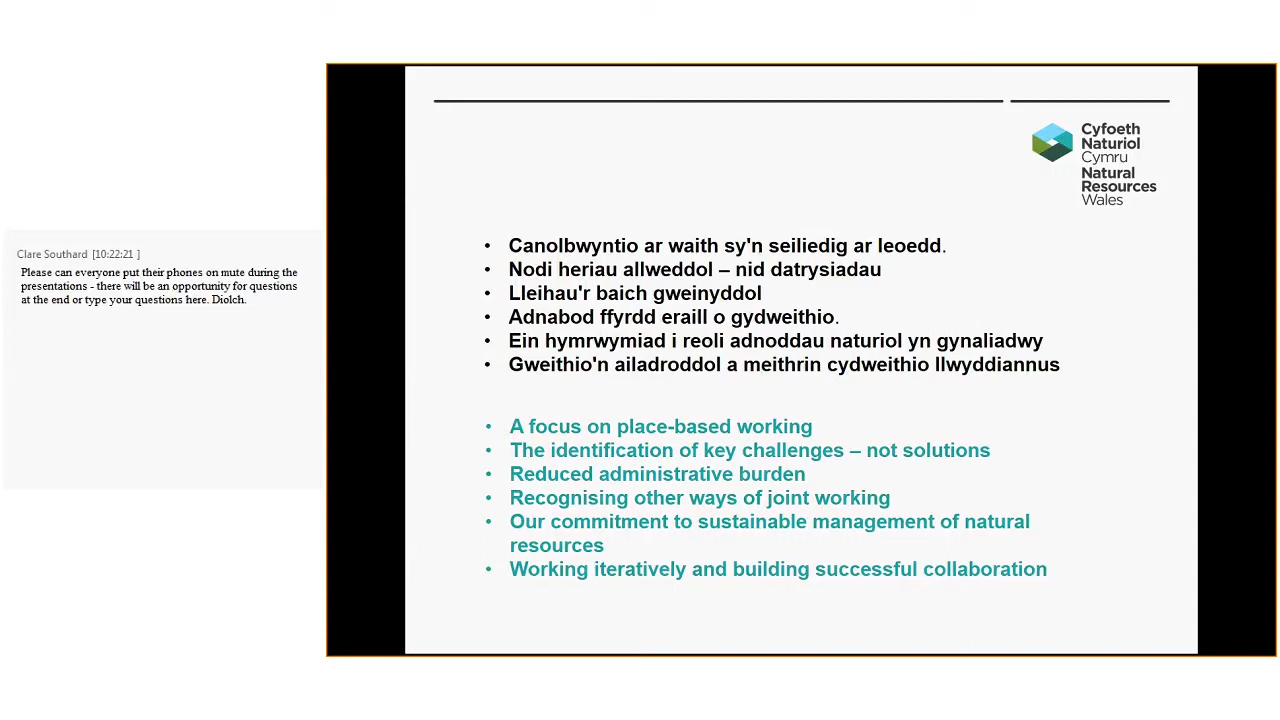 Clare Southard [10:22:21 ]
Please can everyone put their phones on mute during the
presentations - there will be an opportunity for questions
at the end or type your questions here. Diolch.
Cyfoeth
Naturiol
Cymru
Natural
Resources
Wales
• Canolbwyntio ar waith sy'n seiliedig ar leoedd.
• Nodi heriau allweddol – nid datrysiadau
• Lleihau'r baich gweinyddol
• Adnabod ffyrdd eraill o gydweithio.
• Ein hymrwymiad i reoli adnoddau naturiol yn gynaliadwy
• Gweithio'n ailadroddol a meithrin cydweithio llwyddiannus
• A focus on place-based working
• The identification of key challenges – not solutions
• Reduced administrative burden
• Recognising other ways of joint working
• Our commitment to sustainable management of natural
resources
• Working iteratively and building successful collaboration